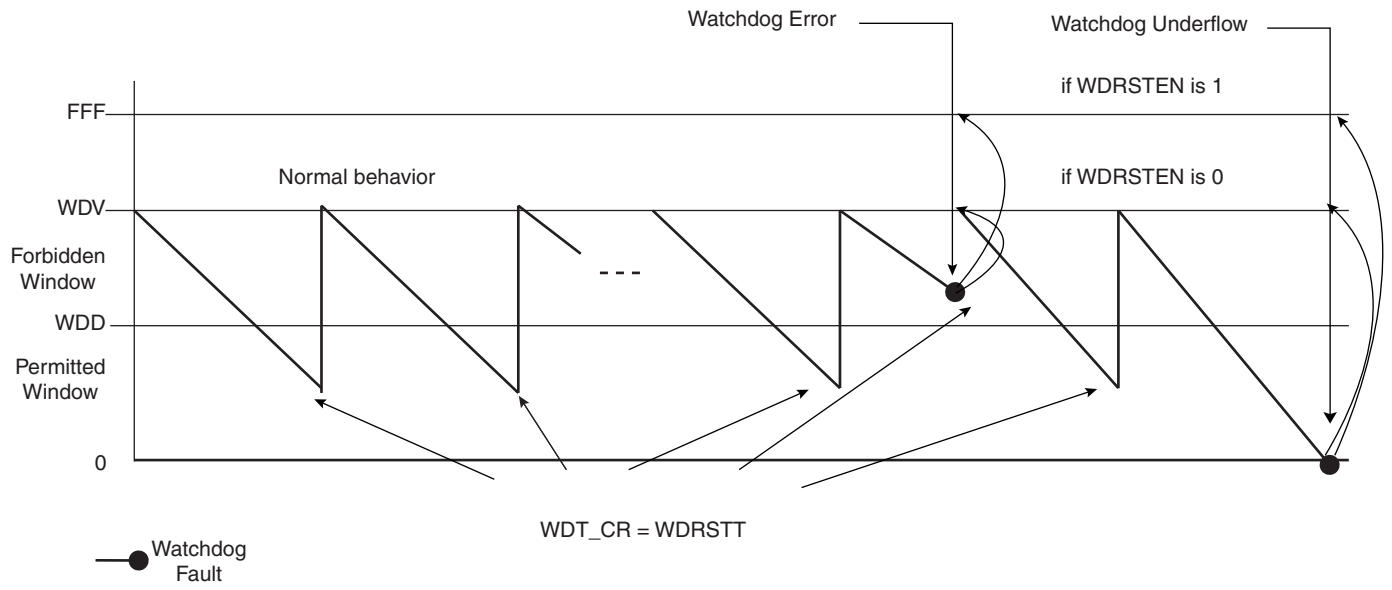 Watchdog Error
Watchdog Underflow
if WDRSTEN is 1
FFF
Normal behavior
if WDRSTEN is 0
WDV
Forbidden
Window
WDD
Permitted
Window
0
WDT_CR = WDRSTT
Watchdog
Fault